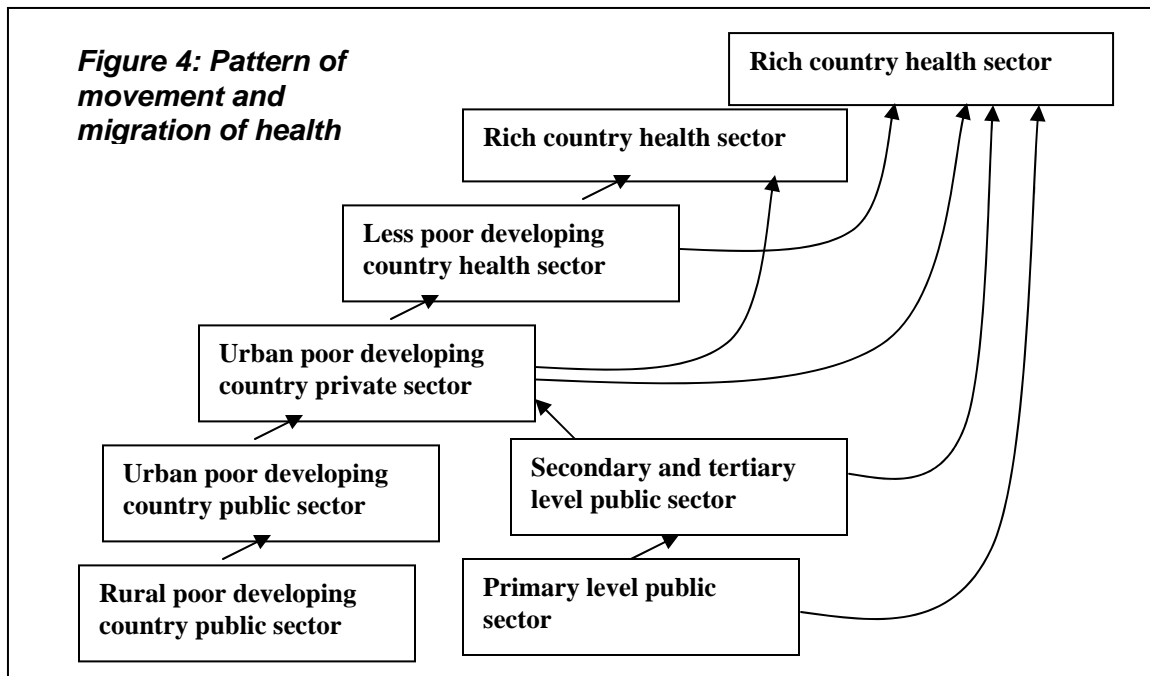 Figure 4: Pattern of
movement and
migration of health
Rich country health sector
Rich country health sector
Less poor developing
country health sector
Urban poor developing
country private sector
Urban poor developing
country public sector
Secondary and tertiary
level public sector
Rural poor developing
country public sector
Primary level public
sector